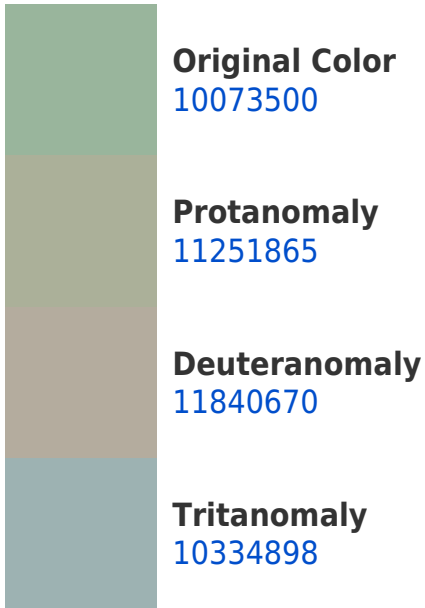 Original Color
10073500
Protanomaly
11251865
Deuteranomaly
11840670
Tritanomaly
10334898